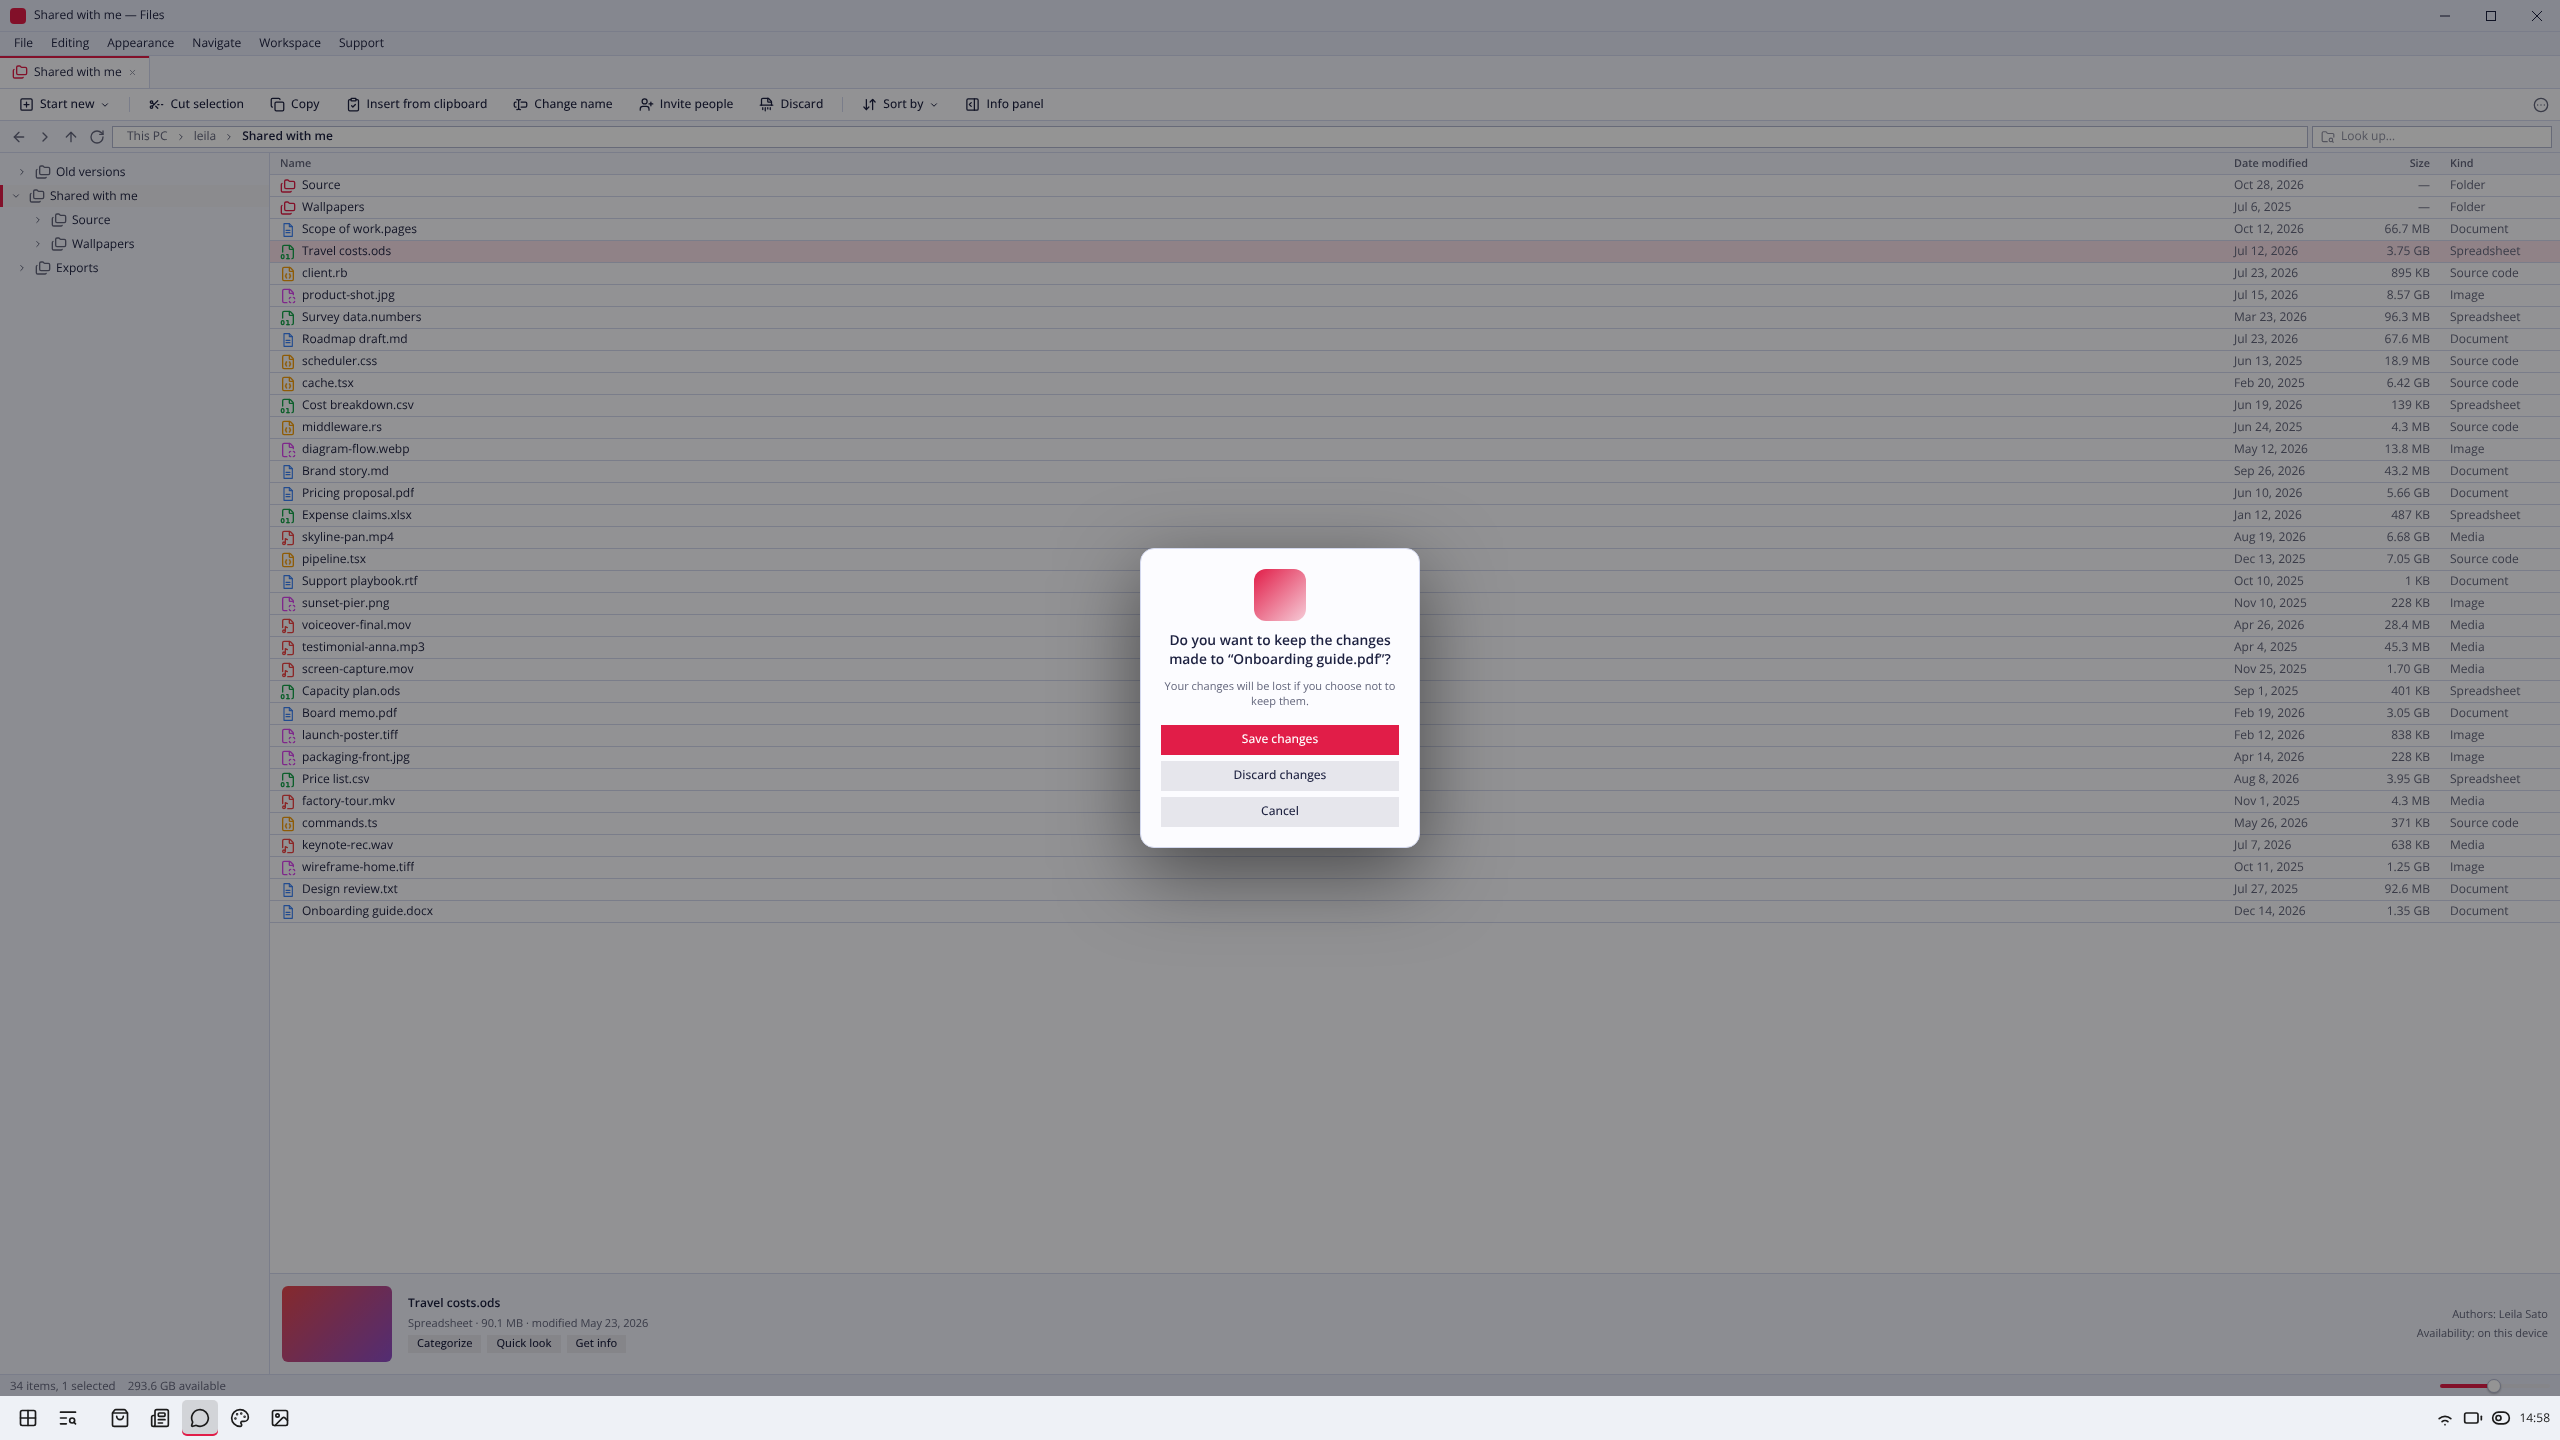 Shared with me — Files
File Editing Appearance Navigate Workspace Support
Shared with me
Start new Cut selection Copy Insert from clipboard Change name Invite people Discard Sort by Info panel
This PC leila Shared with me Look up...
Old versions
Shared with me
Source
Wallpapers
Exports
Name Date modified Size Kind
Source Oct 28, 2026 — Folder
Wallpapers Jul 6, 2025 — Folder
Scope of work.pages Oct 12, 2026 66.7 MB Document
Travel costs.ods Jul 12, 2026 3.75 GB Spreadsheet
client.rb Jul 23, 2026 895 KB Source code
product-shot.jpg Jul 15, 2026 8.57 GB Image
Survey data.numbers Mar 23, 2026 96.3 MB Spreadsheet
Roadmap draft.md Jul 23, 2026 67.6 MB Document
scheduler.css Jun 13, 2025 18.9 MB Source code
cache.tsx Feb 20, 2025 6.42 GB Source code
Cost breakdown.csv Jun 19, 2026 139 KB Spreadsheet
middleware.rs Jun 24, 2025 4.3 MB Source code
diagram-flow.webp May 12, 2026 13.8 MB Image
Brand story.md Sep 26, 2026 43.2 MB Document
Pricing proposal.pdf Jun 10, 2026 5.66 GB Document
Expense claims.xlsx Jan 12, 2026 487 KB Spreadsheet
skyline-pan.mp4 Aug 19, 2026 6.68 GB Media
pipeline.tsx Dec 13, 2025 7.05 GB Source code
Support playbook.rtf Oct 10, 2025 1 KB Document
sunset-pier.png Nov 10, 2025 228 KB Image
voiceover-final.mov Apr 26, 2026 28.4 MB Media
testimonial-anna.mp3 Apr 4, 2025 45.3 MB Media
screen-capture.mov Nov 25, 2025 1.70 GB Media
Capacity plan.ods Sep 1, 2025 401 KB Spreadsheet
Board memo.pdf Feb 19, 2026 3.05 GB Document
launch-poster.tiff Feb 12, 2026 838 KB Image
packaging-front.jpg Apr 14, 2026 228 KB Image
Price list.csv Aug 8, 2026 3.95 GB Spreadsheet
factory-tour.mkv Nov 1, 2025 4.3 MB Media
commands.ts May 26, 2026 371 KB Source code
keynote-rec.wav Jul 7, 2026 638 KB Media
wireframe-home.tiff Oct 11, 2025 1.25 GB Image
Design review.txt Jul 27, 2025 92.6 MB Document
Onboarding guide.docx Dec 14, 2026 1.35 GB Document
Do you want to keep the changes
made to “Onboarding guide.pdf”?
Your changes will be lost if you choose not to
keep them.
Save changes
Discard changes
Cancel
Travel costs.ods
Spreadsheet · 90.1 MB · modified May 23, 2026
Categorize Quick look Get info
Authors: Leila Sato
Availability: on this device
34 items, 1 selected 293.6 GB available
14:58